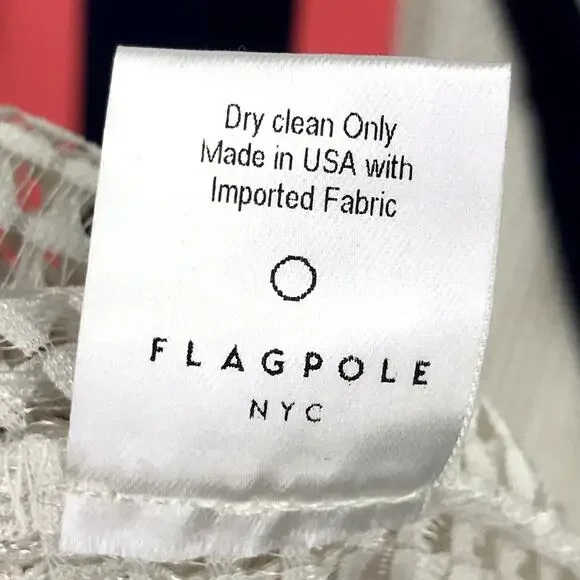 Dry clean Only
Made in USA with
Imported Fabric
FLAGPOLE
NYC